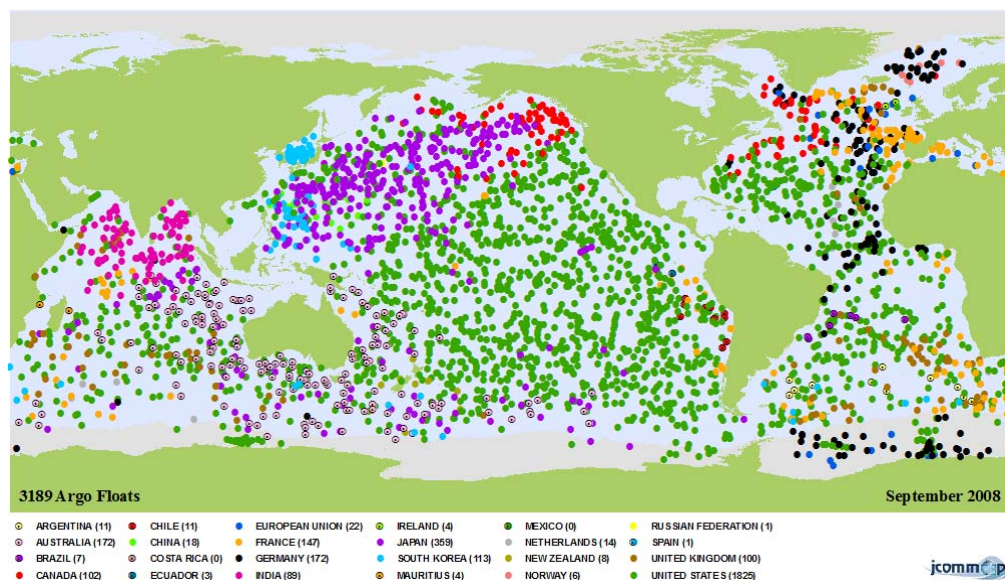 3189 Argo Floats
September 2008
ARGENTINA (11)
CHILE (11)
EUROPEAN UNION (22)
IRELAND (4)
MEXICO (0)
RUSSIAN FEDERATION (1)
AUSTRALIA (172)
CHINA (18)
FRANCE (147)
JAPAN (359)
NETHERLANDS (14)
SPAIN (1)
BRAZIL (7)
COSTA RICA (0)
GERMANY (172)
SOUTH KOREA (113)
NEW ZEALAND (8)
UNITED KINGDOM (100)
CANADA (102)
ECUADOR (3)
INDIA (89)
MAURITIUS (4)
NORWAY (6)
UNITED STATES (1825)
jcommop